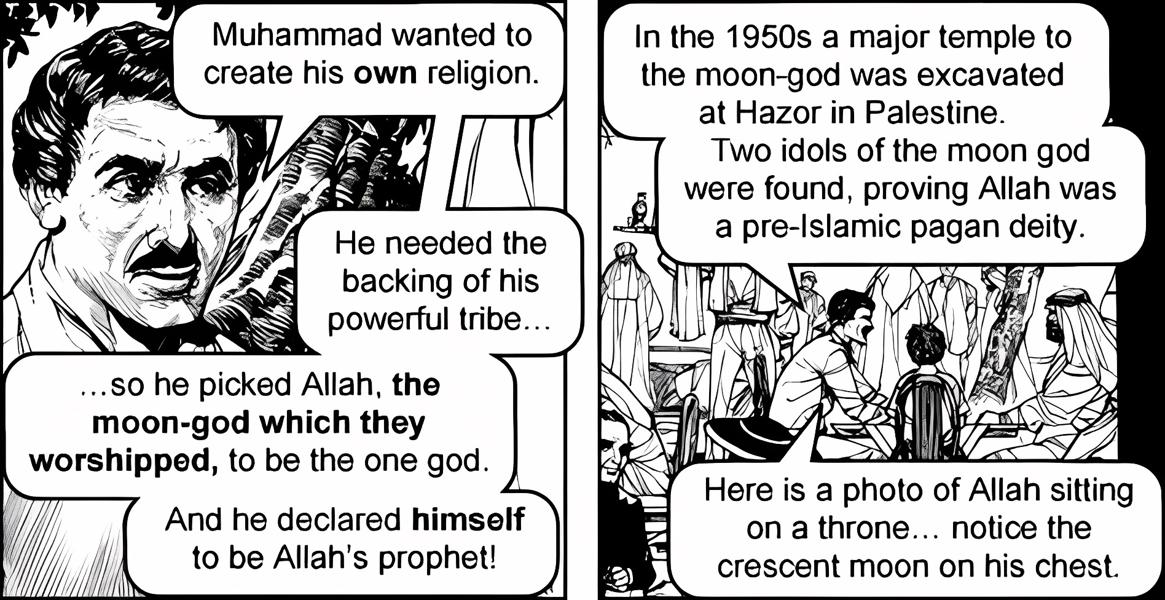 Muhammad wanted to
create his own religion.
He needed the
backing of his
powerful tribe...
...so he picked Allah, the
moon-god which they
worshipped, to be the one god.
And he declared himself
to be Allah's prophet!
In the 1950s a major temple to
the moon-god was excavated
at Hazor in Palestine.
Two idols of the moon god
were found, proving Allah was
a pre-Islamic pagan deity.
Here is a photo of Allah sitting
on a throne... notice the
crescent moon on his chest.